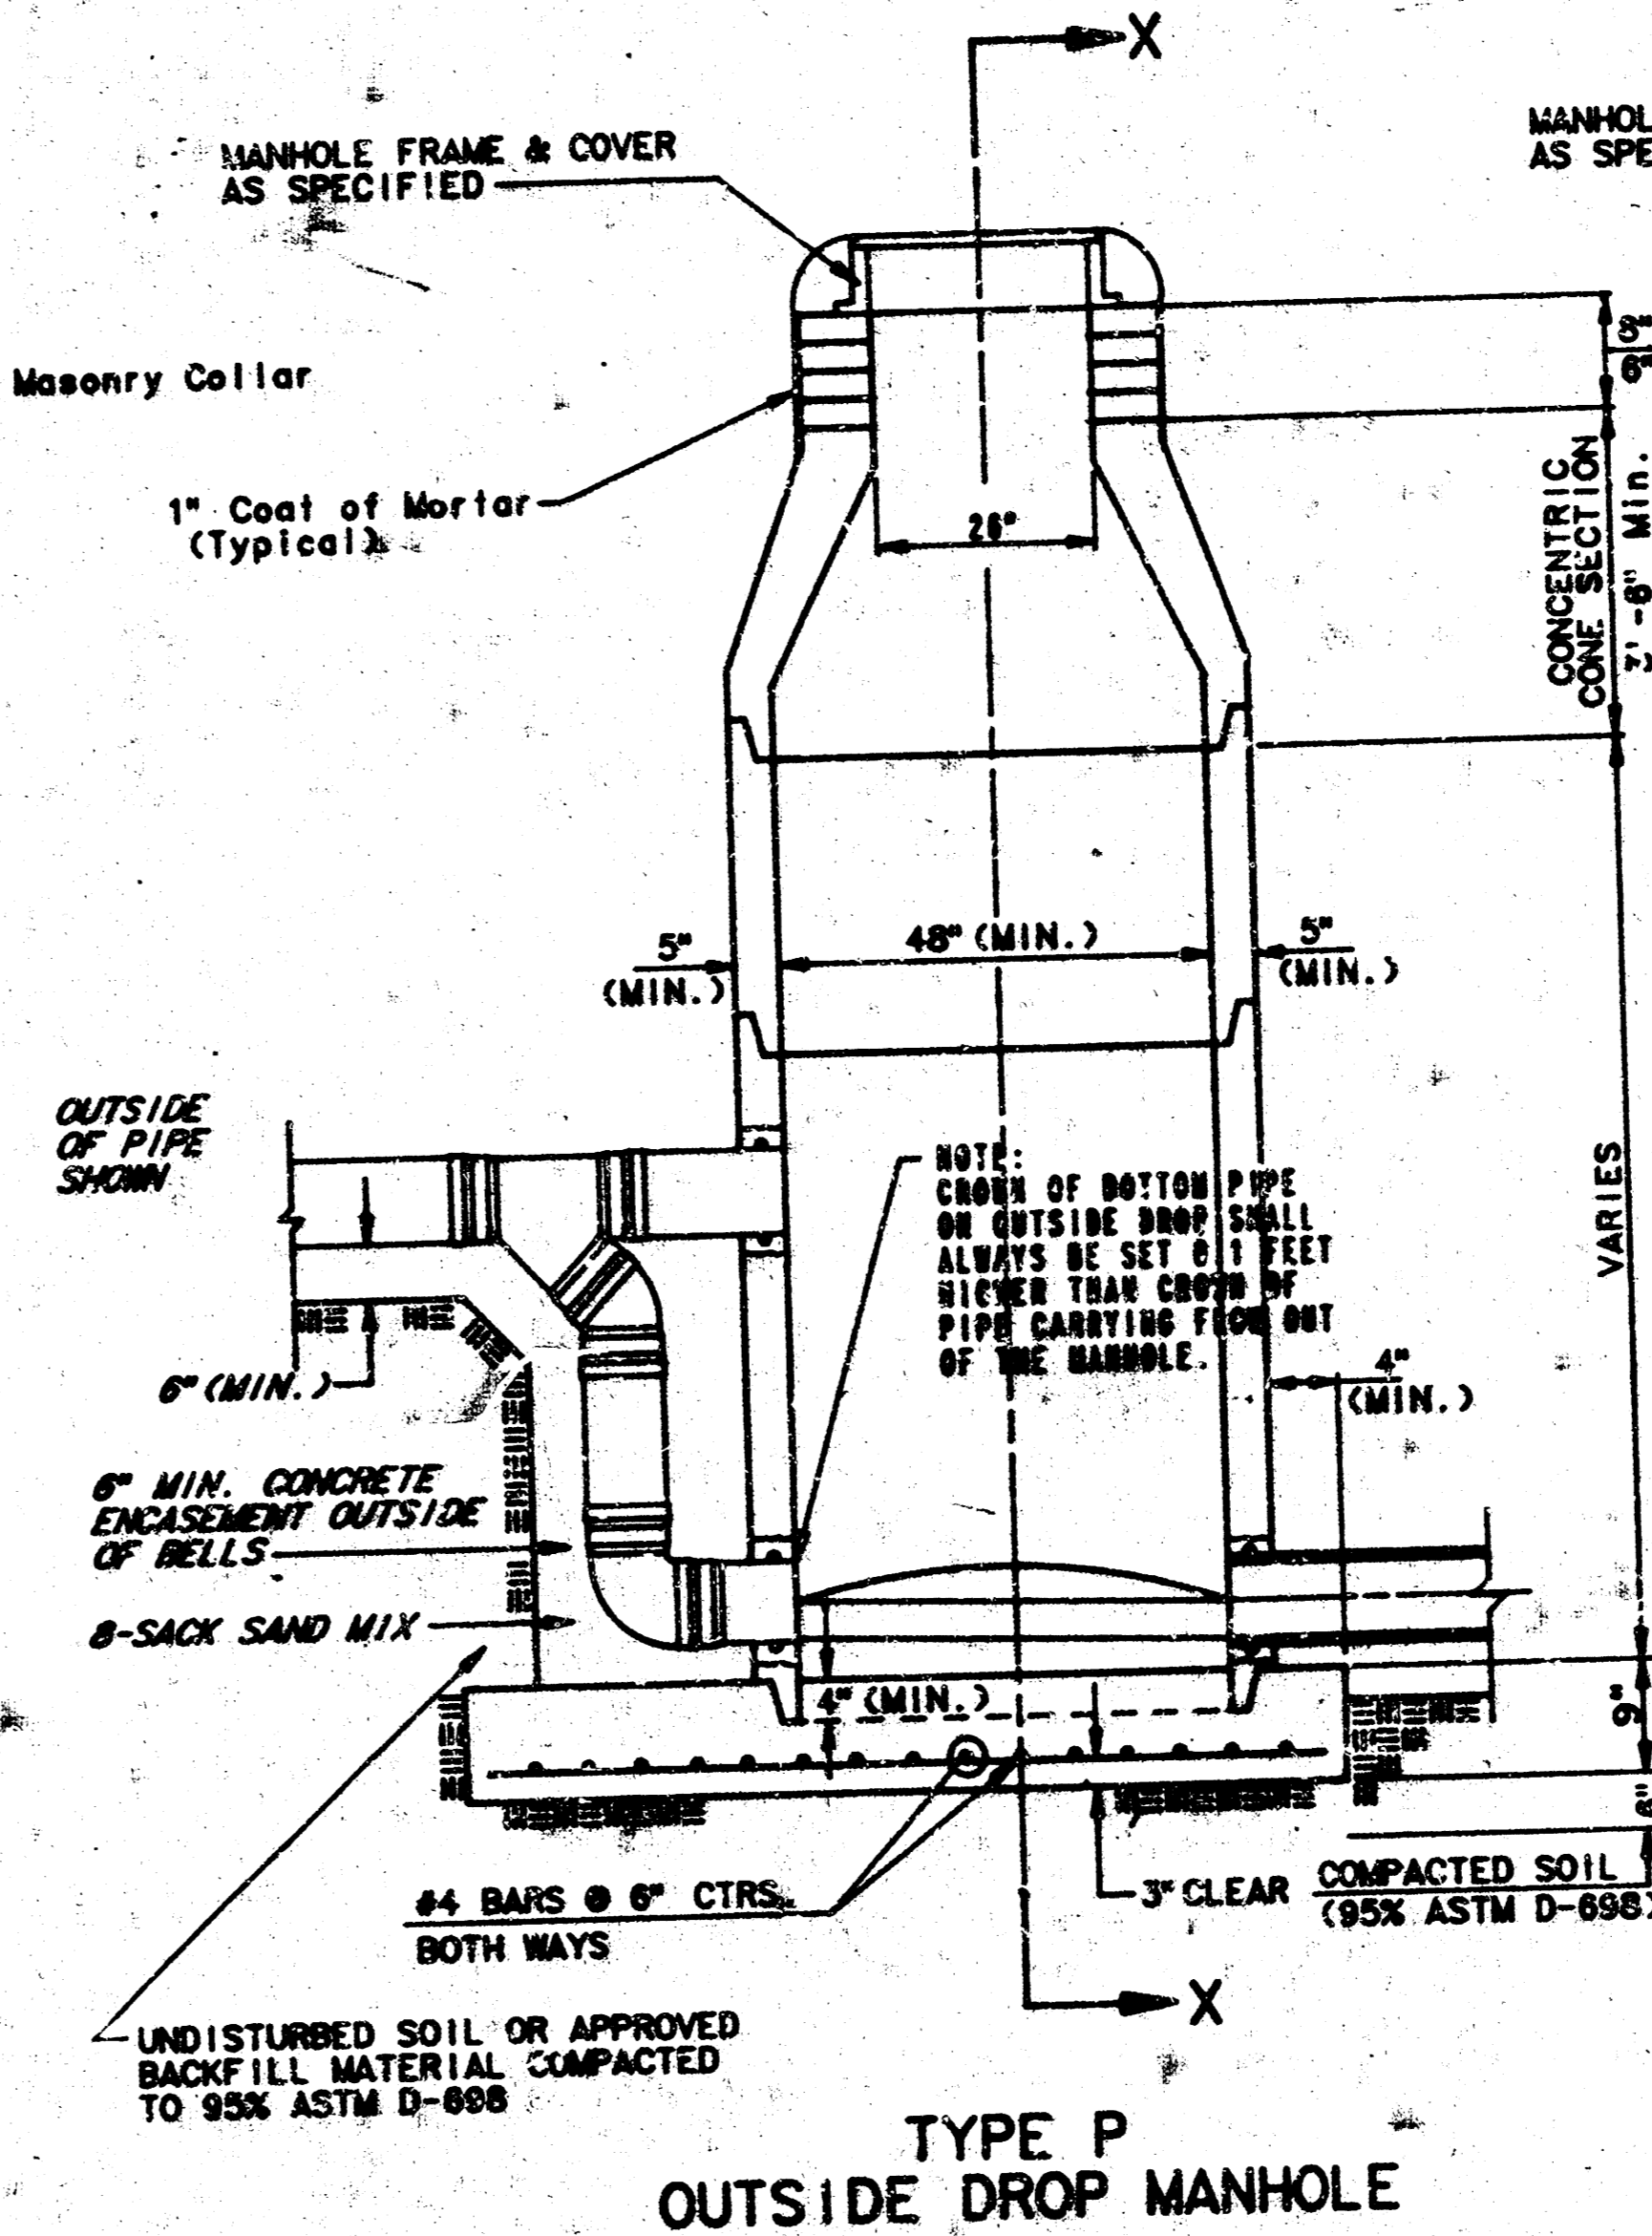 X
MANHOLE FRAME & COVER
AS SPECIFIED
MANHOL
AS SPE
Masonry Collar
1" Coat of Mortar
(Typical)
26"
6"
CONCENTRIC
CONE SECTION
3'-6" Min.
5"
(MIN.)
48" (MIN.)
5"
(MIN.)
OUTSIDE
OF PIPE
SHOWN
NOTE:
CROWN OF BOTTOM PIPE
ON OUTSIDE DROP SHALL
ALWAYS BE SET 0.1 FEET
HIGHER THAN CROWN OF
PIPE CARRYING FLOW OUT
OF THE MANHOLE.
VARIES
6" (MIN.)
4"
(MIN.)
6" MIN. CONCRETE
ENCASEMENT OUTSIDE
OF BELLS
8-SACK SAND MIX
4" (MIN.)
9"
#4 BARS @ 6" CTRS.
BOTH WAYS
3" CLEAR
COMPACTED SOIL
(95% ASTM D-698)
X
UNDISTURBED SOIL OR APPROVED
BACKFILL MATERIAL COMPACTED
TO 95% ASTM D-698
TYPE P
OUTSIDE DROP MANHOLE